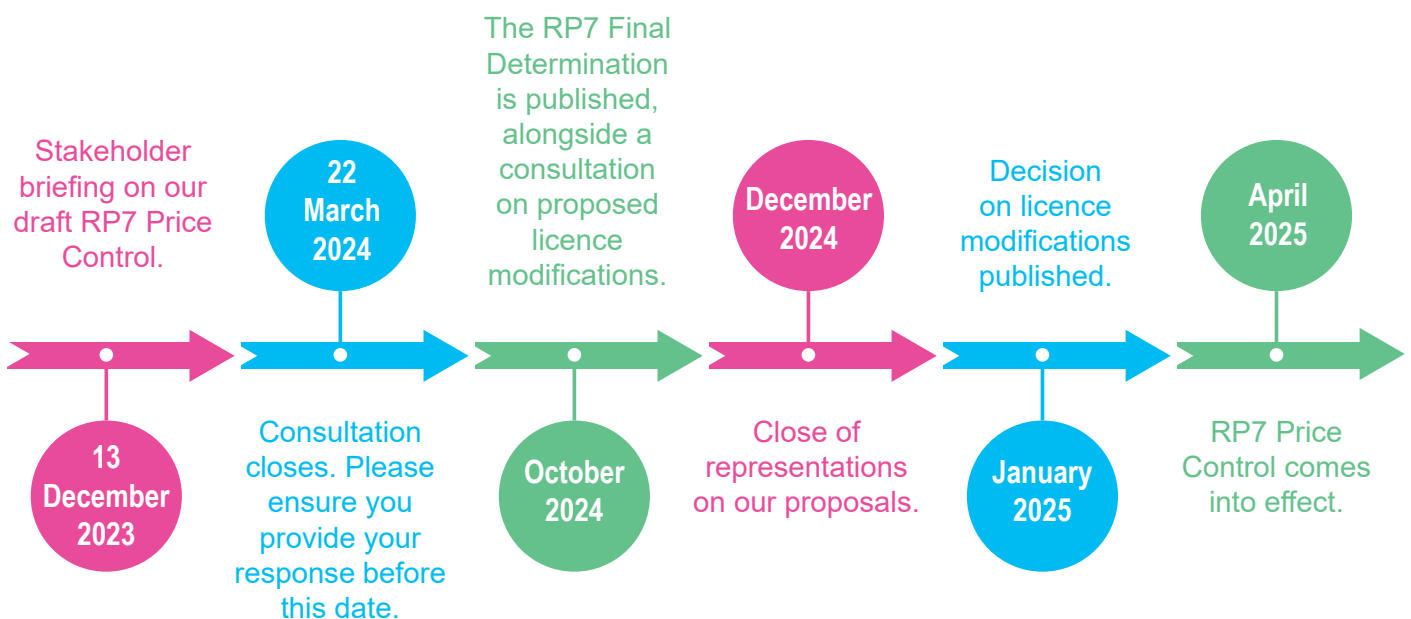 Stakeholder
briefing on our
draft RP7 Price
Control.
13
December
2023
22
March
2024
Consultation
closes. Please
ensure you
provide your
response before
this date.
The RP7 Final
Determination
is published,
alongside a
consultation
on proposed
licence
modifications.
October
2024
December
2024
Close of
representations
on our proposals.
Decision
on licence
modifications
published.
January
2025
April
2025
RP7 Price
Control comes
into effect.